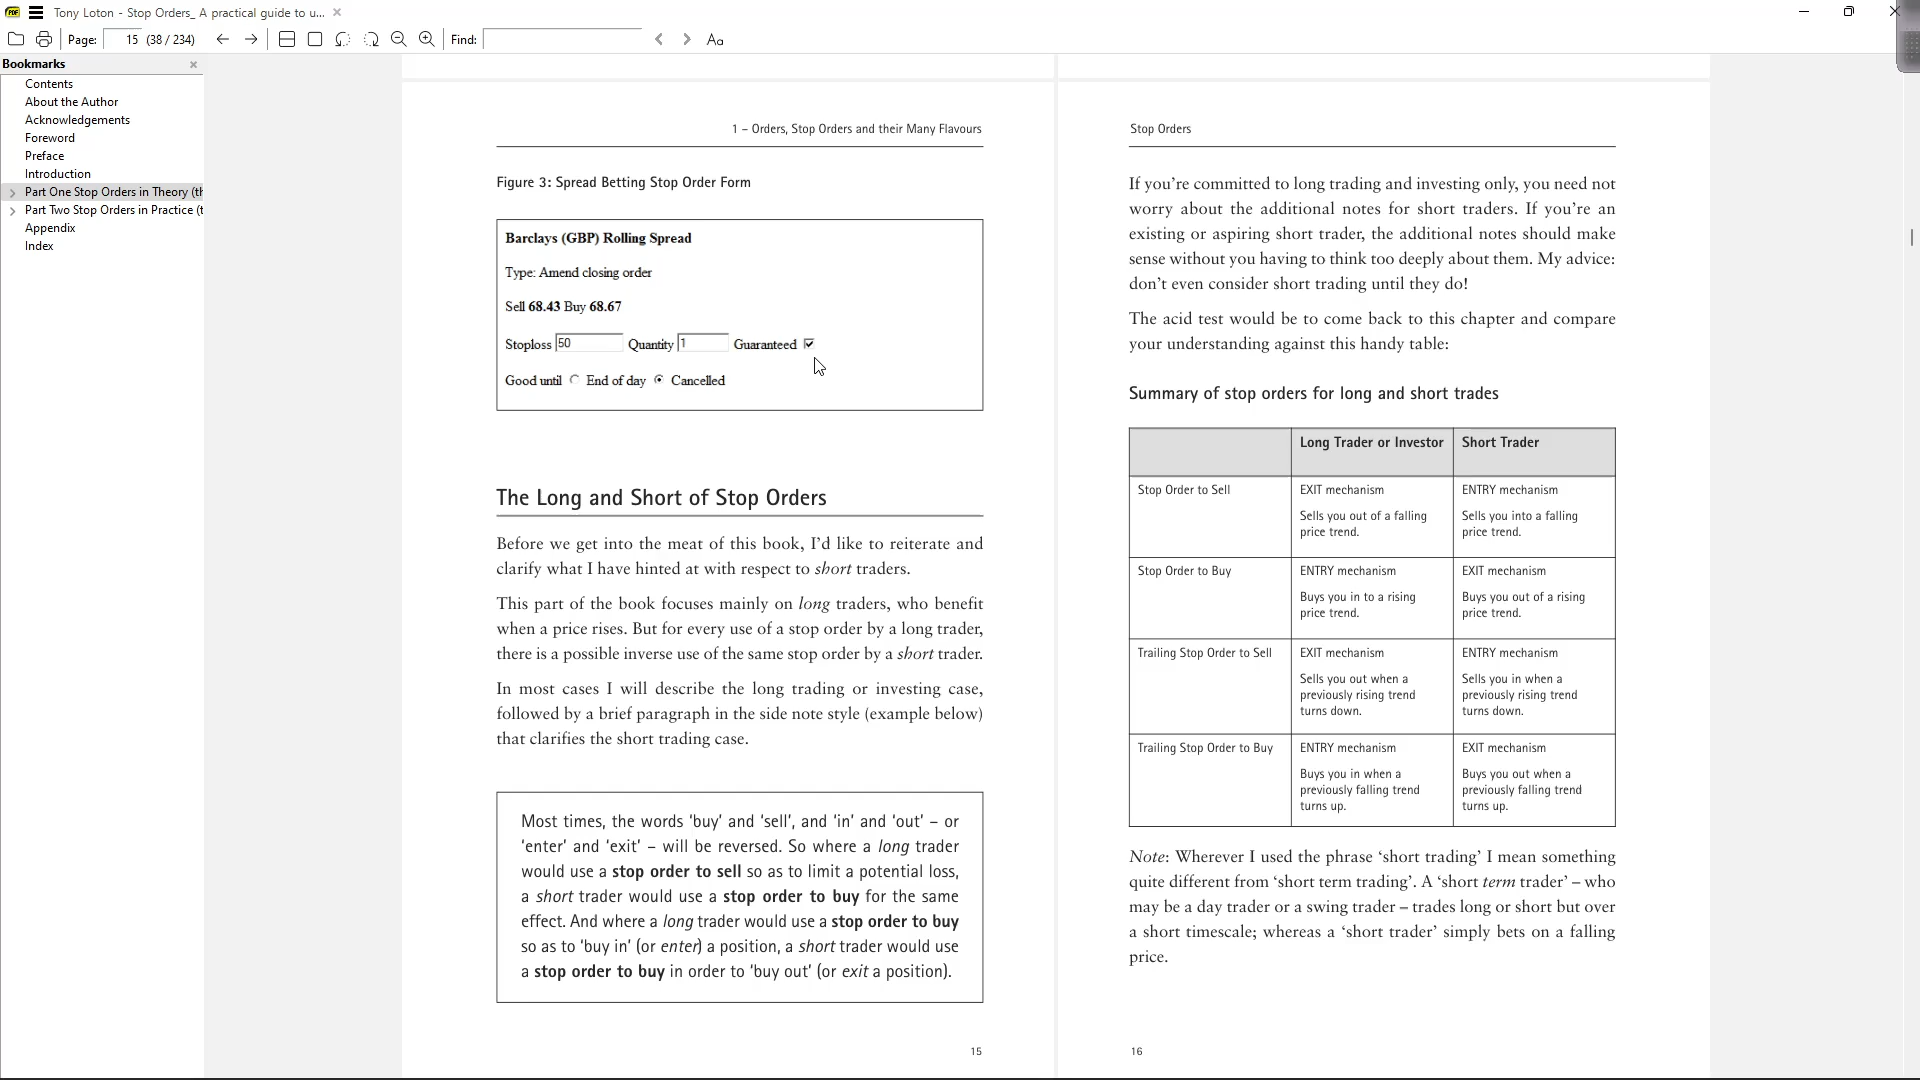 Tony Loton - Stop Orders_ A practical guide to u...
Page: 15 (38 / 234) Find:
Bookmarks
Contents
About the Author
Acknowledgements
Foreword
Preface
Introduction
Part One Stop Orders in Theory (th
Part Two Stop Orders in Practice (t
Appendix
Index
1 – Orders, Stop Orders and their Many Flavours
Figure 3: Spread Betting Stop Order Form
Barclays (GBP) Rolling Spread
Type: Amend closing order
Sell 68.43 Buy 68.67
Stoploss 50 Quantity 1 Guaranteed
Good until End of day Cancelled
The Long and Short of Stop Orders
Before we get into the meat of this book, I’d like to reiterate and
clarify what I have hinted at with respect to short traders.
This part of the book focuses mainly on long traders, who benefit
when a price rises. But for every use of a stop order by a long trader,
there is a possible inverse use of the same stop order by a short trader.
In most cases I will describe the long trading or investing case,
followed by a brief paragraph in the side note style (example below)
that clarifies the short trading case.
Most times, the words ‘buy’ and ‘sell’, and ‘in’ and ‘out’ – or
‘enter’ and ‘exit’ – will be reversed. So where a long trader
would use a stop order to sell so as to limit a potential loss,
a short trader would use a stop order to buy for the same
effect. And where a long trader would use a stop order to buy
so as to ‘buy in’ (or enter) a position, a short trader would use
a stop order to buy in order to ‘buy out’ (or exit a position).
15
Stop Orders
If you’re committed to long trading and investing only, you need not
worry about the additional notes for short traders. If you’re an
existing or aspiring short trader, the additional notes should make
sense without you having to think too deeply about them. My advice:
don’t even consider short trading until they do!
The acid test would be to come back to this chapter and compare
your understanding against this handy table:
Summary of stop orders for long and short trades
Long Trader or Investor Short Trader
Stop Order to Sell EXIT mechanism ENTRY mechanism
Sells you out of a falling Sells you into a falling
price trend. price trend.
Stop Order to Buy ENTRY mechanism EXIT mechanism
Buys you in to a rising Buys you out of a rising
price trend. price trend.
Trailing Stop Order to Sell EXIT mechanism ENTRY mechanism
Sells you out when a Sells you in when a
previously rising trend previously rising trend
turns down. turns down.
Trailing Stop Order to Buy ENTRY mechanism EXIT mechanism
Buys you in when a Buys you out when a
previously falling trend previously falling trend
turns up. turns up.
Note: Wherever I used the phrase ‘short trading’ I mean something
quite different from ‘short term trading’. A ‘short term trader’ – who
may be a day trader or a swing trader – trades long or short but over
a short timescale; whereas a ‘short trader’ simply bets on a falling
price.
16